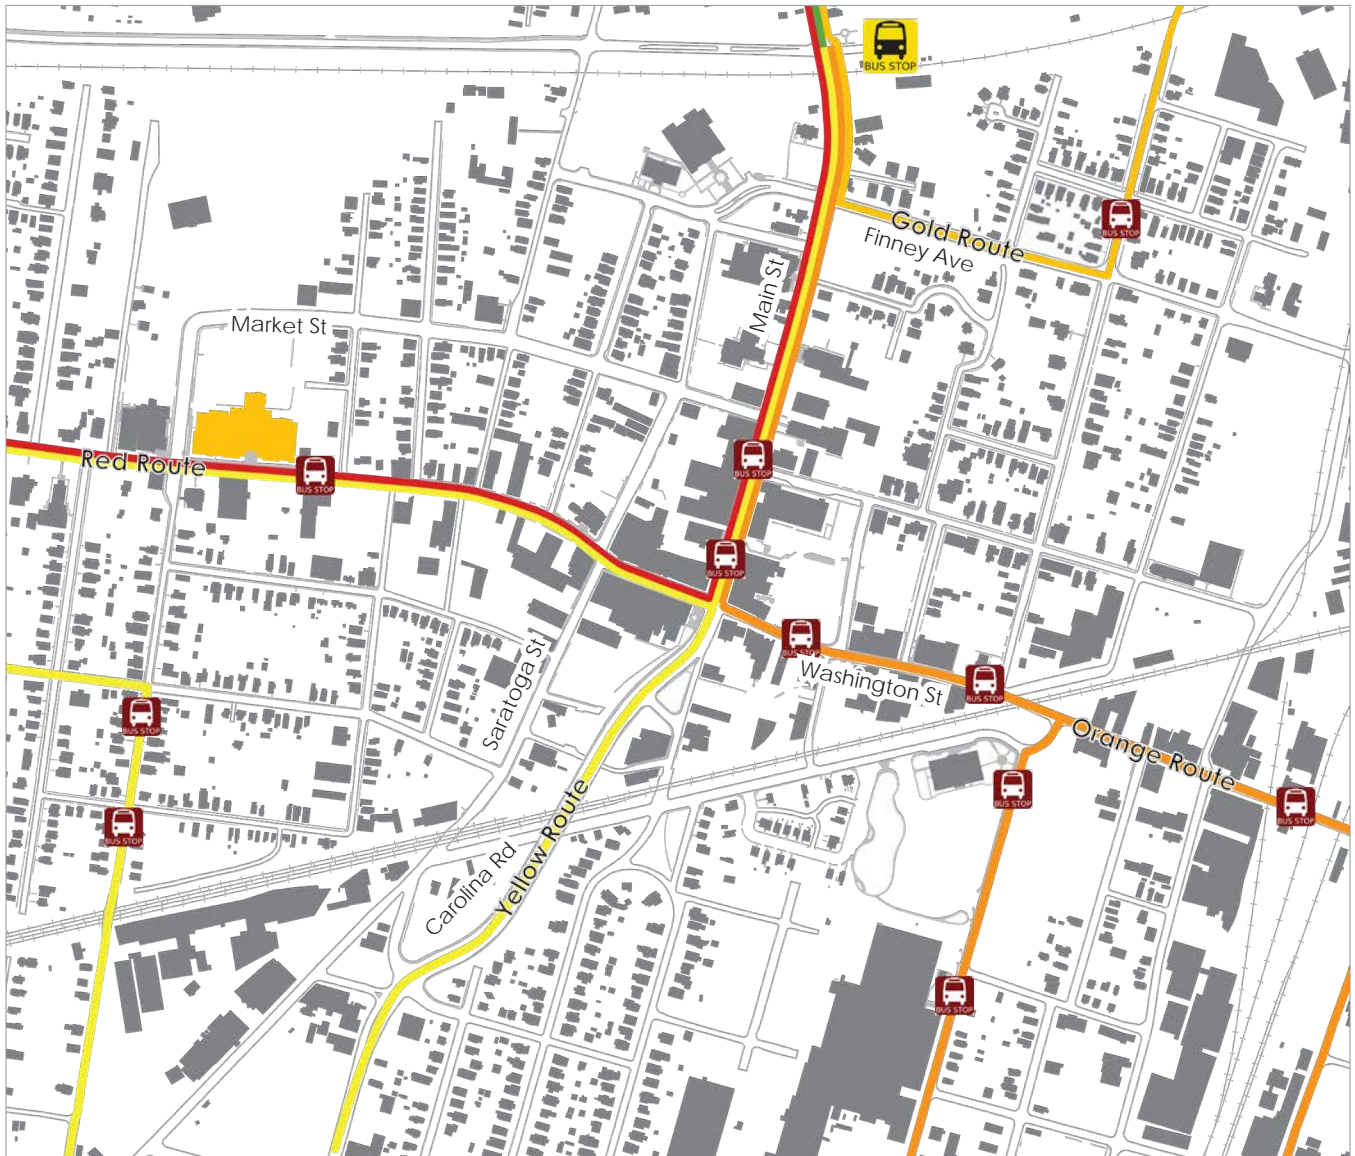 BUS STOP
BUS STOP
Gold Route
Finney Ave
Main St
Market St
BUS STOP
Red Route
BUS STOP
BUS STOP
BUS STOP
Washington St
BUS STOP
Saratoga St
BUS STOP
Orange Route
BUS STOP
BUS STOP
BUS STOP
Yellow Route
Carolina Rd
BUS STOP